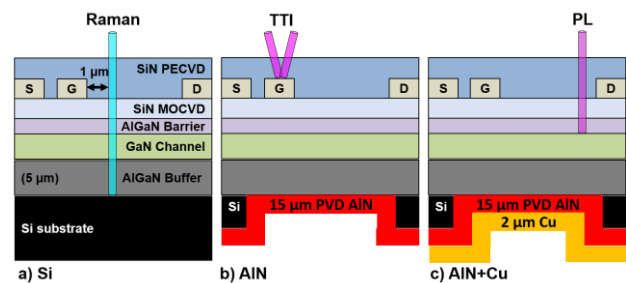 Raman
TTI
PL
1 µm
SiN PECVD
S
G
D
S
G
D
S
G
D
SiN MOCVD
AlGaN Barrier
GaN Channel
(5 µm)
AlGaN Buffer
Si substrate
Si
15 µm PVD AlN
Si
15 µm PVD AlN
2 µm Cu
a) Si
b) AlN
c) AlN+Cu